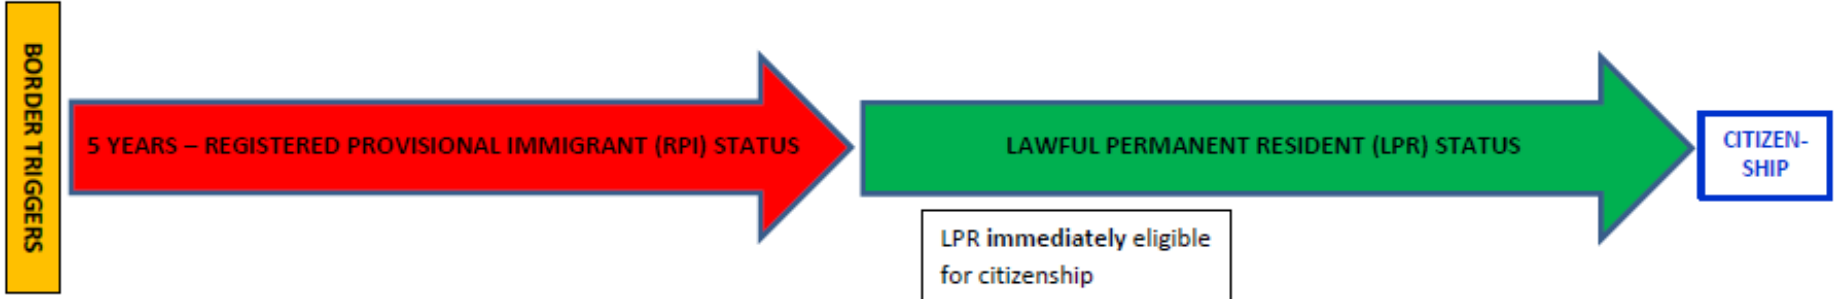 BORDER TRIGGERS
5 YEARS – REGISTERED PROVISIONAL IMMIGRANT (RPI) STATUS
LAWFUL PERMANENT RESIDENT (LPR) STATUS
CITIZEN-
SHIP
LPR immediately eligible
for citizenship